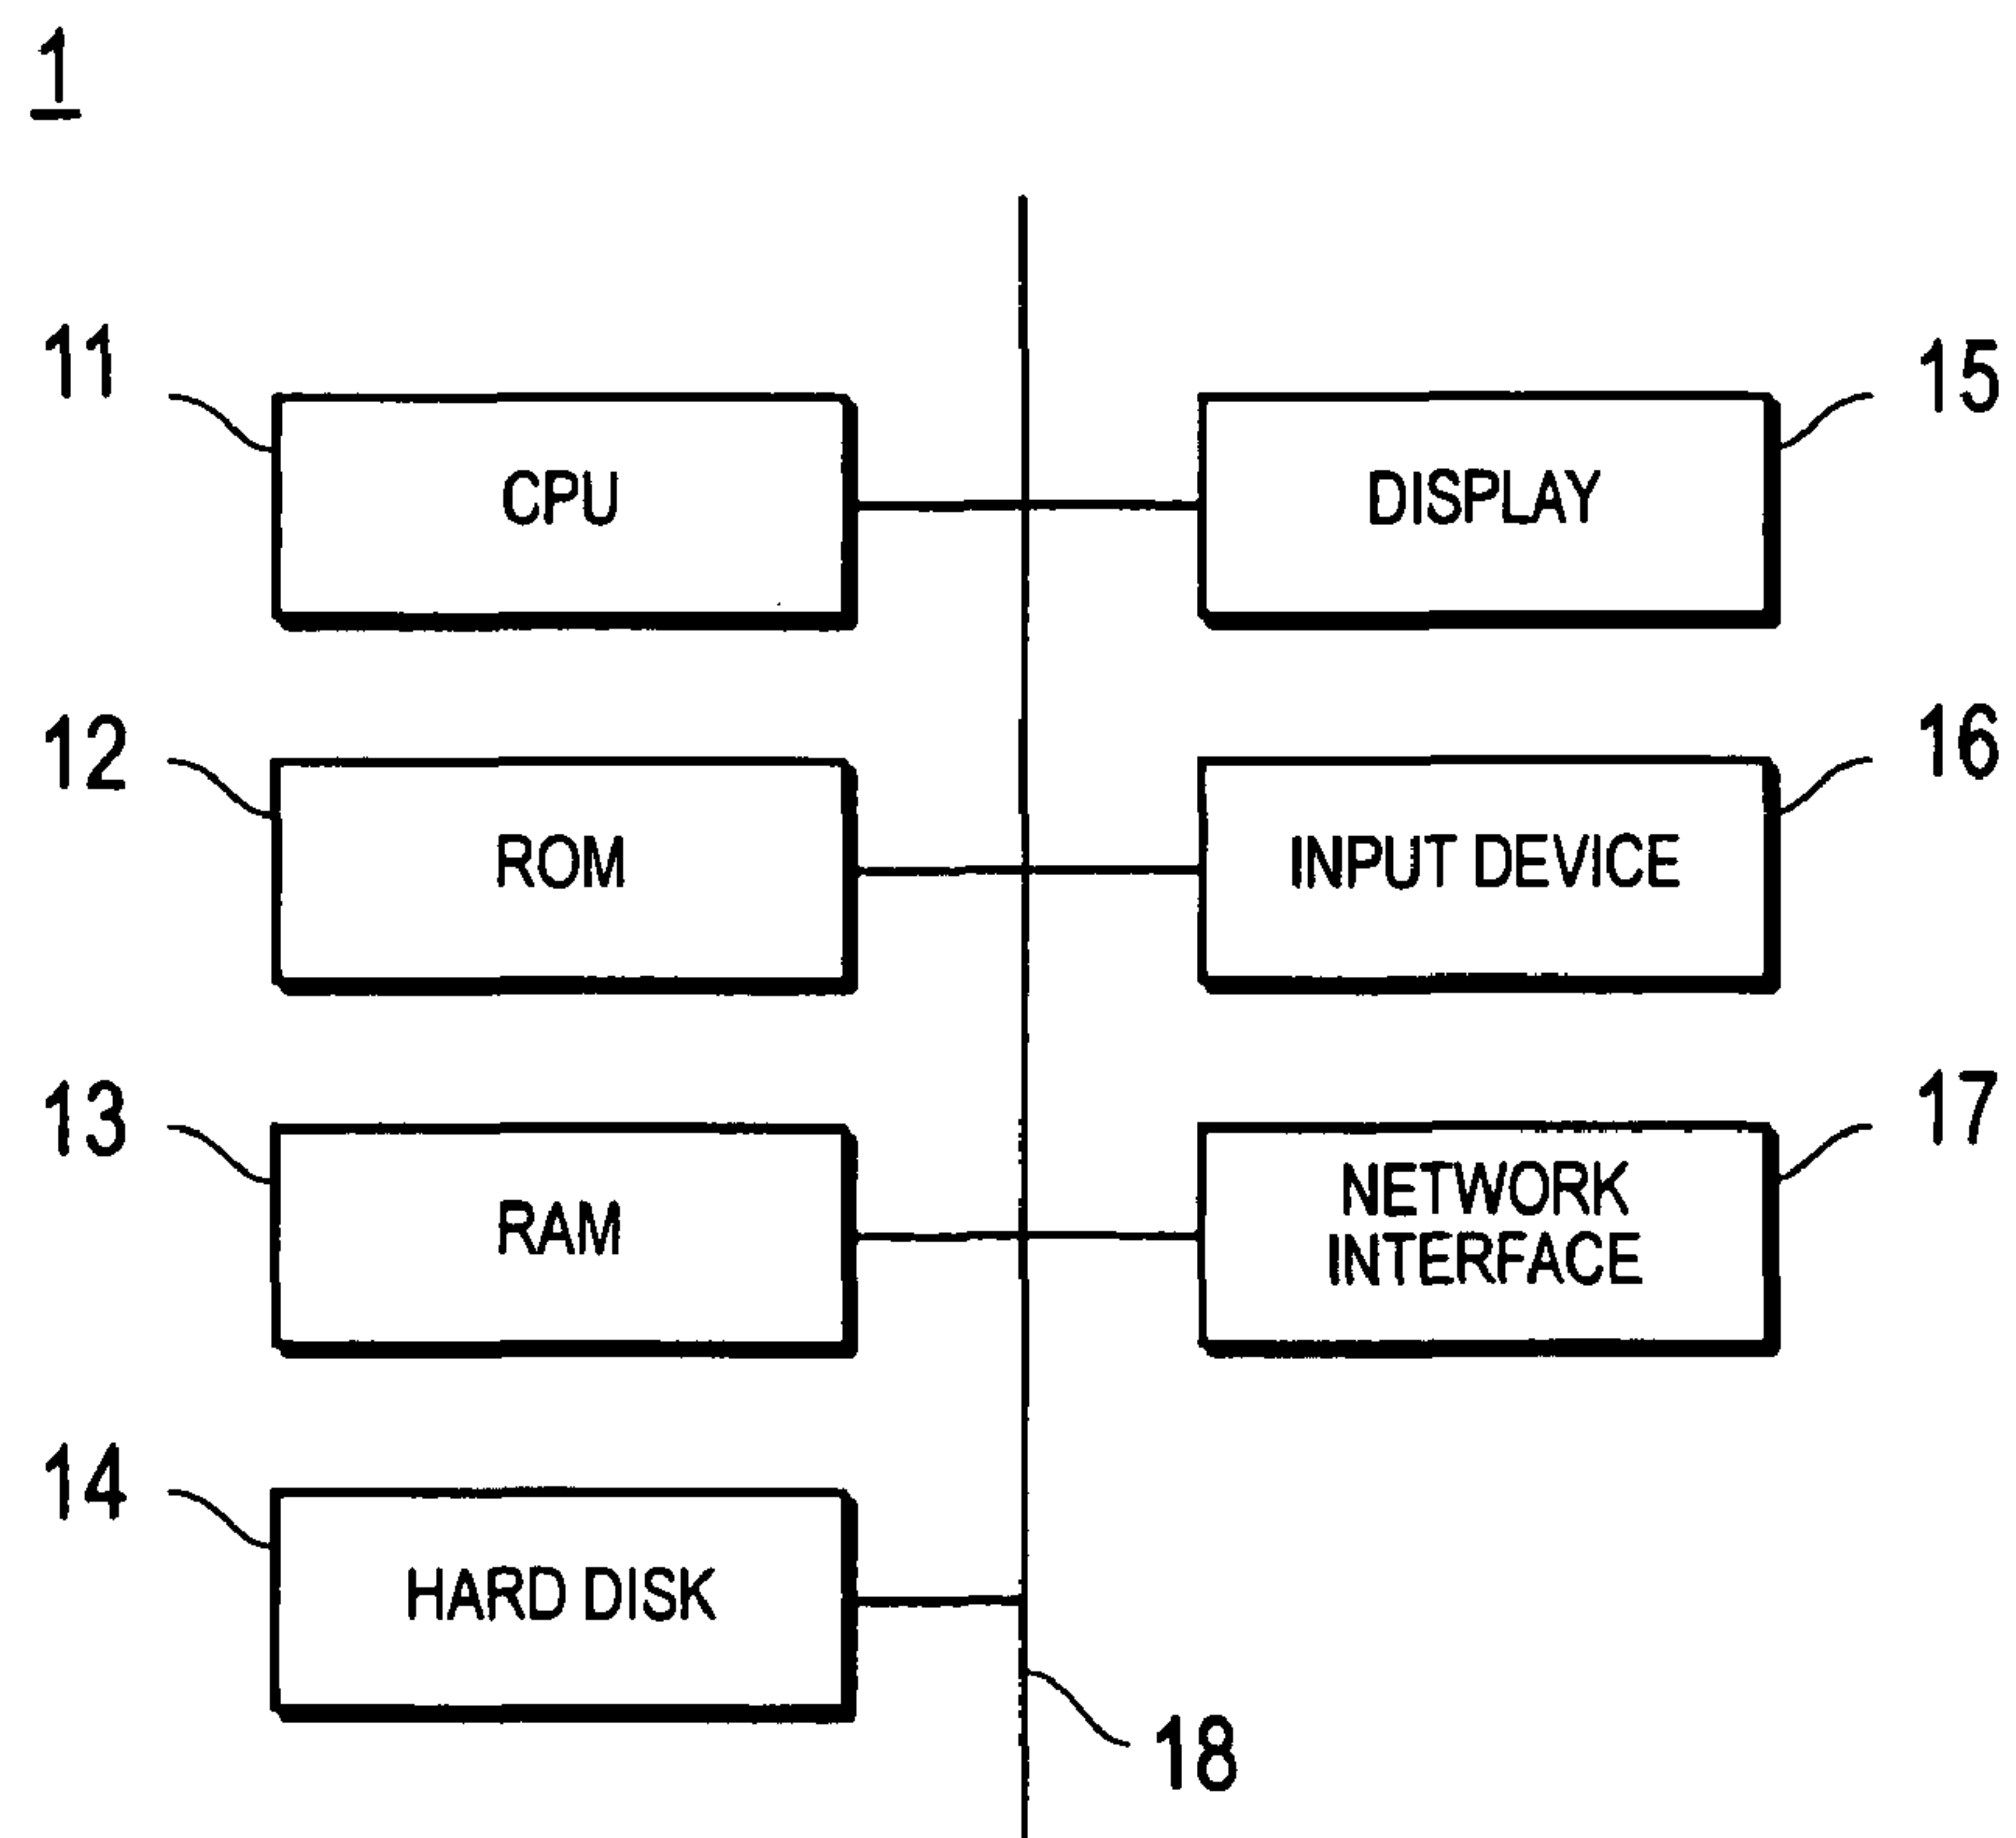 1
11
CPU
15
DISPLAY
12
ROM
16
INPUT DEVICE
13
RAM
17
NETWORK
INTERFACE
14
HARD DISK
18